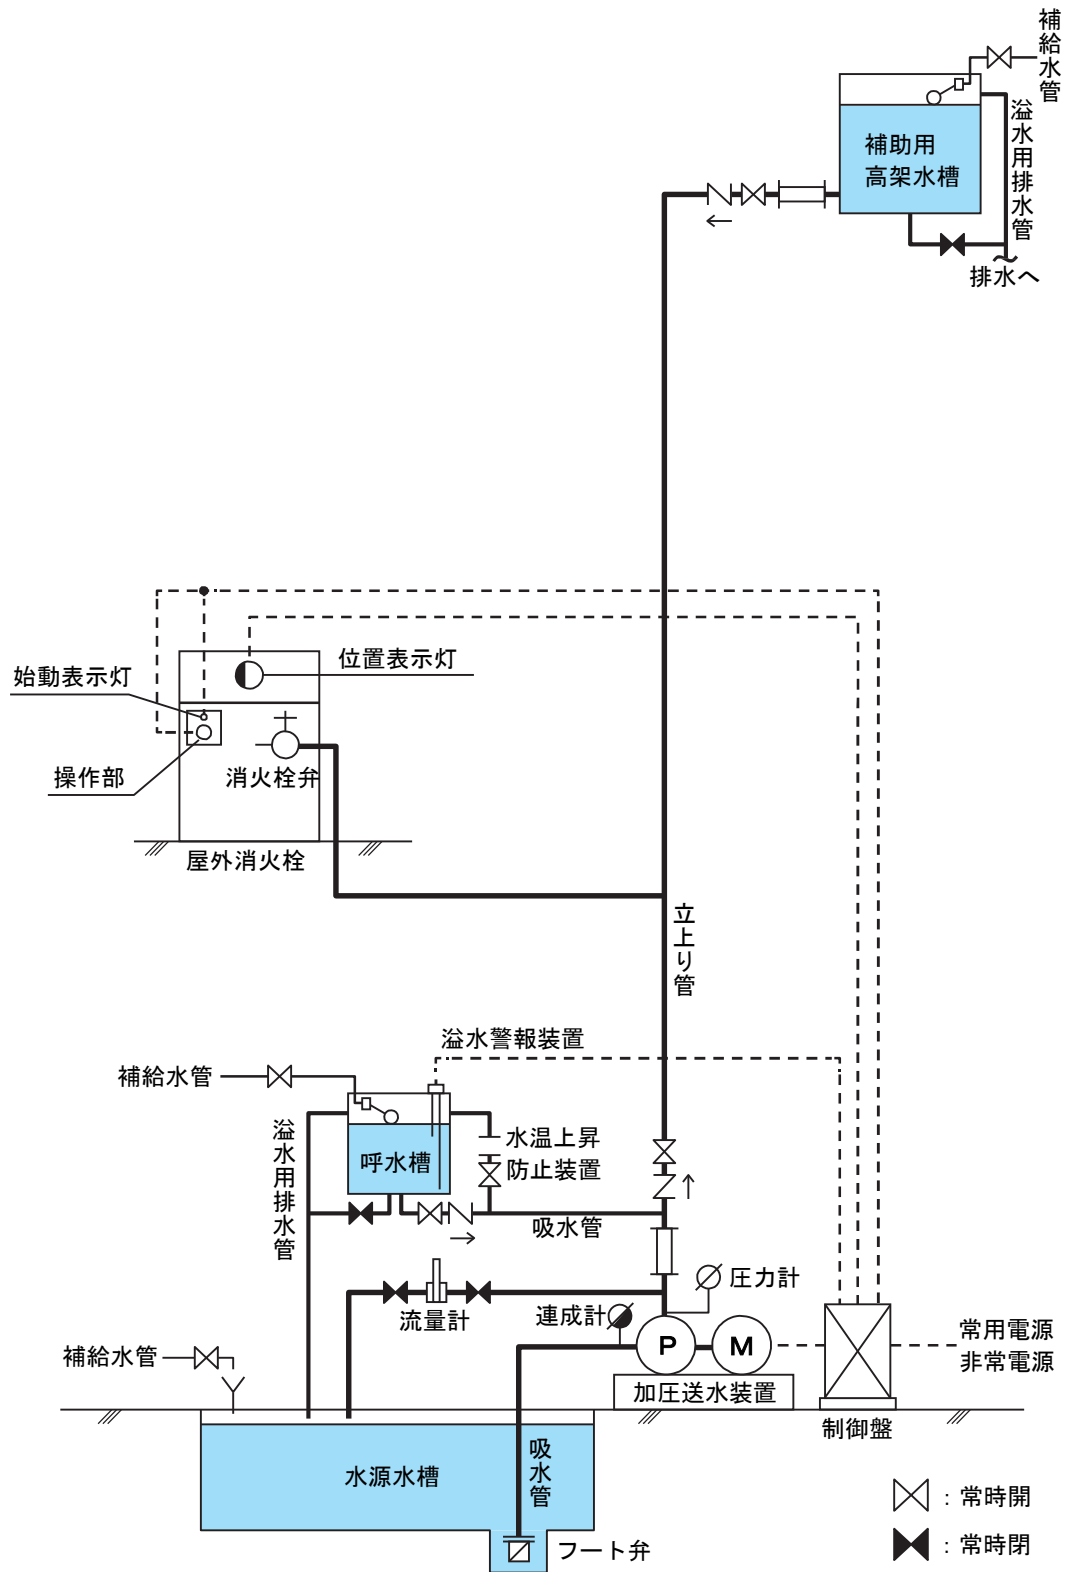 補給水管
溢水用排水管
補助用
高架水槽
排水へ
位置表示灯
始動表示灯
操作部
消火栓弁
屋外消火栓
立上り管
溢水警報装置
補給水管
溢水用排水管
呼水槽
水温上昇
防止装置
吸水管
流量計
圧力計
連成計
P
M
加圧送水装置
常用電源
非常電源
制御盤
補給水管
水源水槽
吸水管
フート弁
: 常時開
: 常時閉